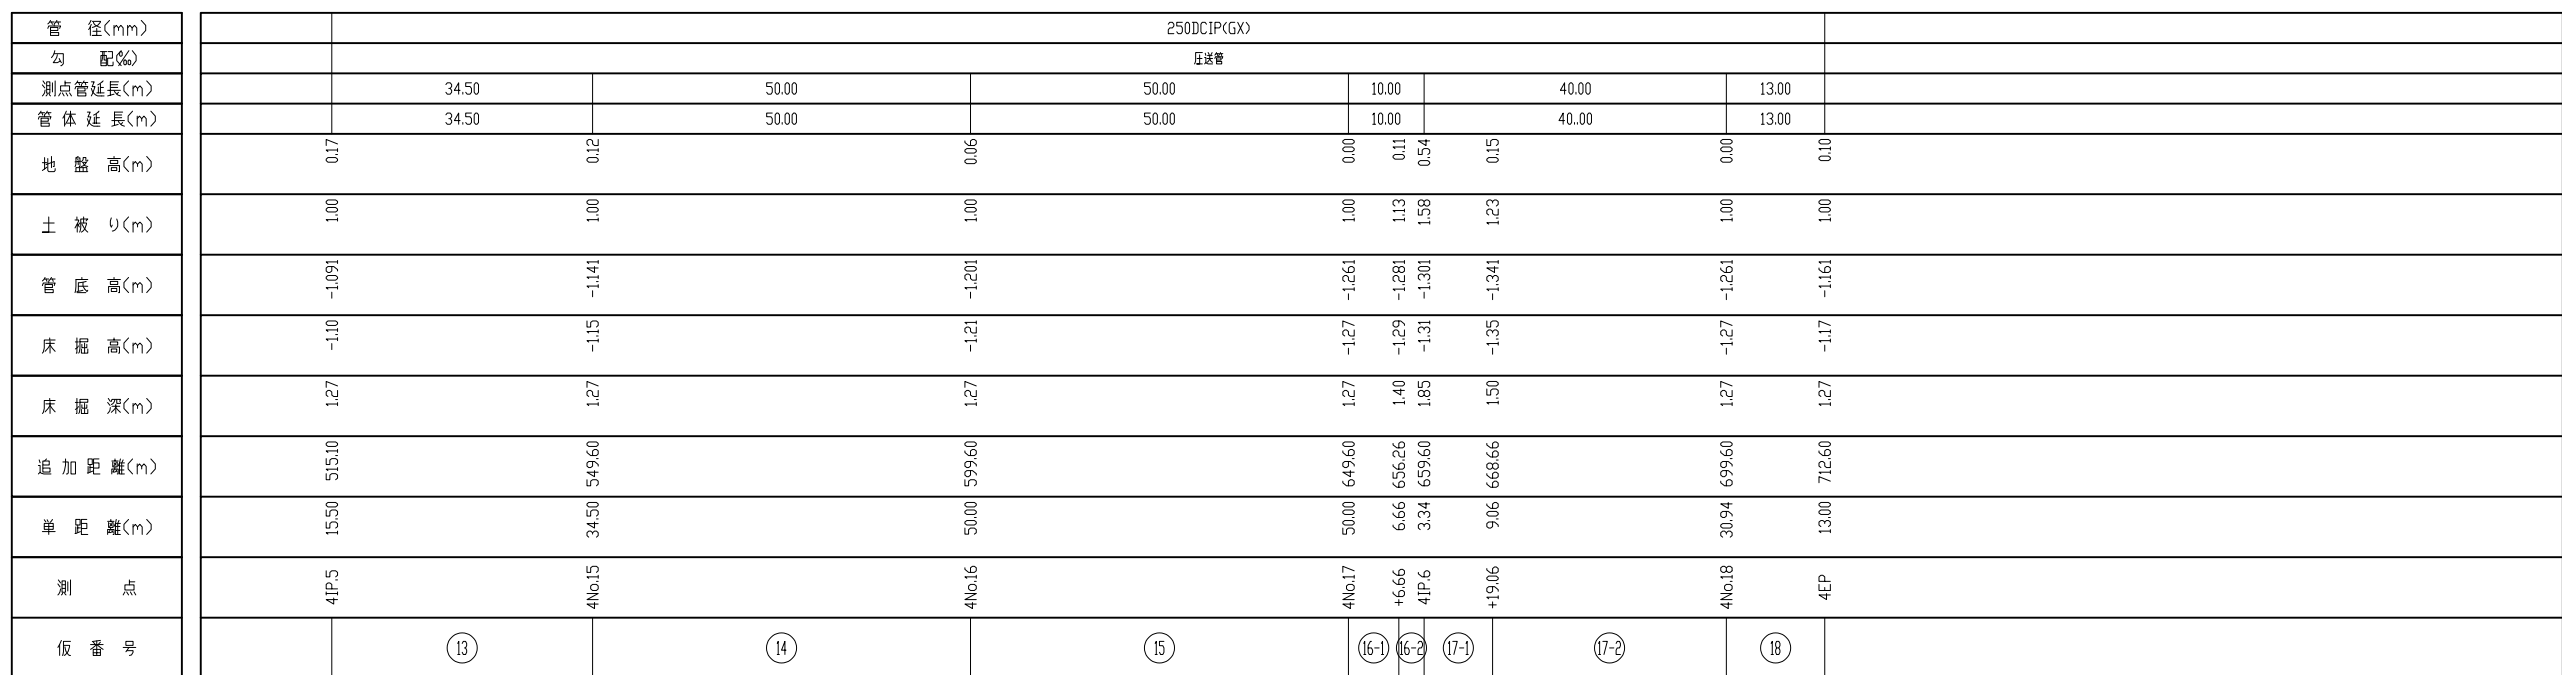 管 径(mm) 250DCIP(GX)
勾 配(‰) 圧送管
測点管延長(m) 34.50 50.00 50.00 10.00 40.00 13.00
管 体 延 長(m) 34.50 50.00 50.00 10.00 40..00 13.00
地 盤 高(m) 0.17 0.12 0.06 0.00 0.11 0.54 0.15 0.00 0.10
土 被 り(m) 1.00 1.00 1.00 1.00 1.13 1.58 1.23 1.00 1.00
管 底 高(m) -1.091 -1.141 -1.201 -1.261 -1.281 -1.301 -1.341 -1.261 -1.161
床 掘 高(m) -1.10 -1.15 -1.21 -1.27 -1.29 -1.31 -1.35 -1.27 -1.17
床 掘 深(m) 1.27 1.27 1.27 1.27 1.40 1.85 1.50 1.27 1.27
追 加 距 離(m) 515.10 549.60 599.60 649.60 656.26 659.60 668.66 699.60 712.60
単 距 離(m) 15.50 34.50 50.00 50.00 6.66 3.34 9.06 30.94 13.00
測 点 4IP.5 4No.15 4No.16 4No.17 +6.66 4IP.6 +19.06 4No.18 4EP
仮 番 号 13 14 15 16-1 16-2 17-1 17-2 18